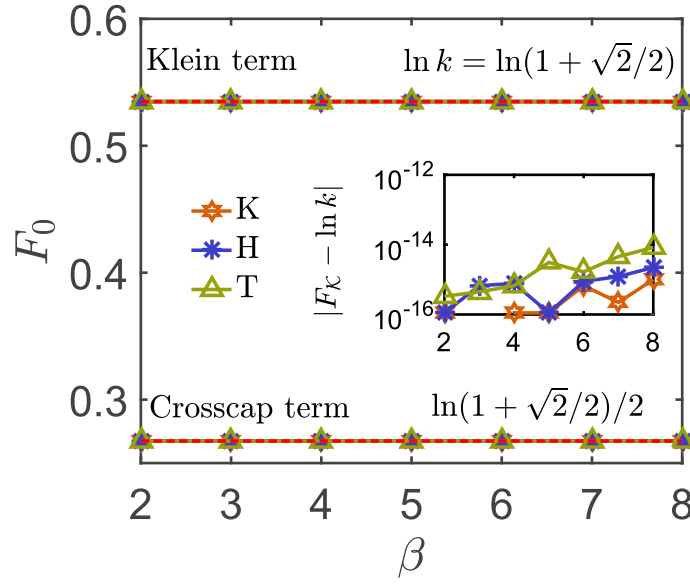 0.6
Klein term
ln k = ln(1 + √2/2)
0.5
K
H
T
|F_𝒦 − ln k|
10⁻¹²
10⁻¹⁴
10⁻¹⁶
2 4 6 8
F₀
0.4
0.3
Crosscap term
ln(1 + √2/2)/2
2 3 4 5 6 7 8
β